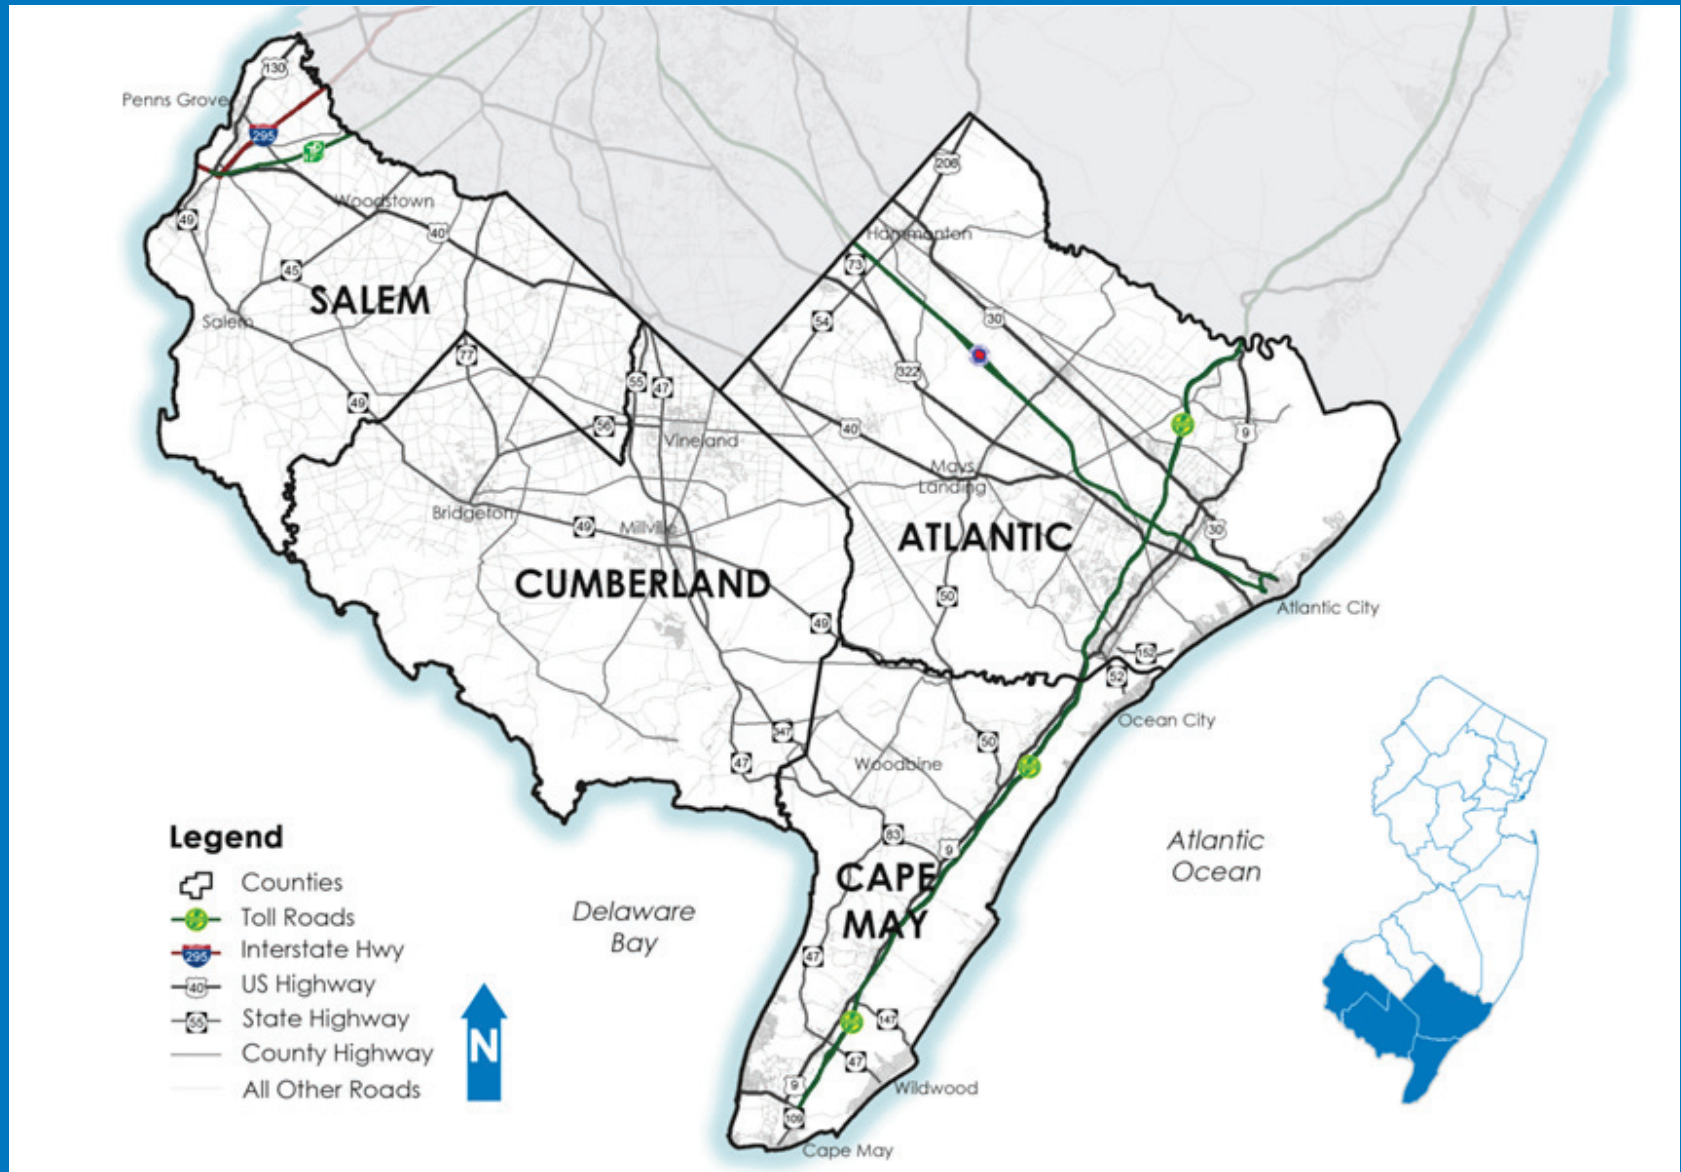 130
Penns Grove
295
TP
206
Woodstown
49
40
Hammonton
73
45
SALEM
Salem
54
30
77
322
55
47
49
56
40
9
Vineland
Mays
Landing
Bridgeton
49
Millville
ATLANTIC
30
CUMBERLAND
50
Atlantic City
49
152
52
Ocean City
347
50
47
Woodbine
83
9
Atlantic
Ocean
CAPE
MAY
Delaware
Bay
47
147
47
9
Wildwood
109
Cape May
Legend
Counties
Toll Roads
295
Interstate Hwy
40
US Highway
55
State Highway
County Highway
All Other Roads
N